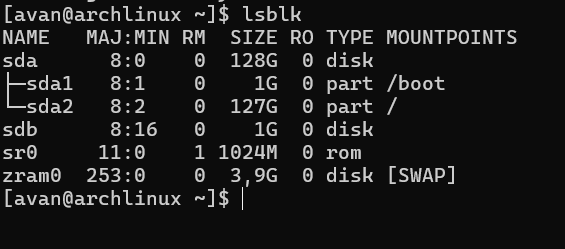 [avan@archlinux ~]$ lsblk
NAME   MAJ:MIN RM  SIZE RO TYPE MOUNTPOINTS
sda      8:0    0  128G  0 disk
├─sda1   8:1    0    1G  0 part /boot
└─sda2   8:2    0  127G  0 part /
sdb      8:16   0    1G  0 disk
sr0     11:0    1 1024M  0 rom
zram0  253:0    0  3,9G  0 disk [SWAP]
[avan@archlinux ~]$